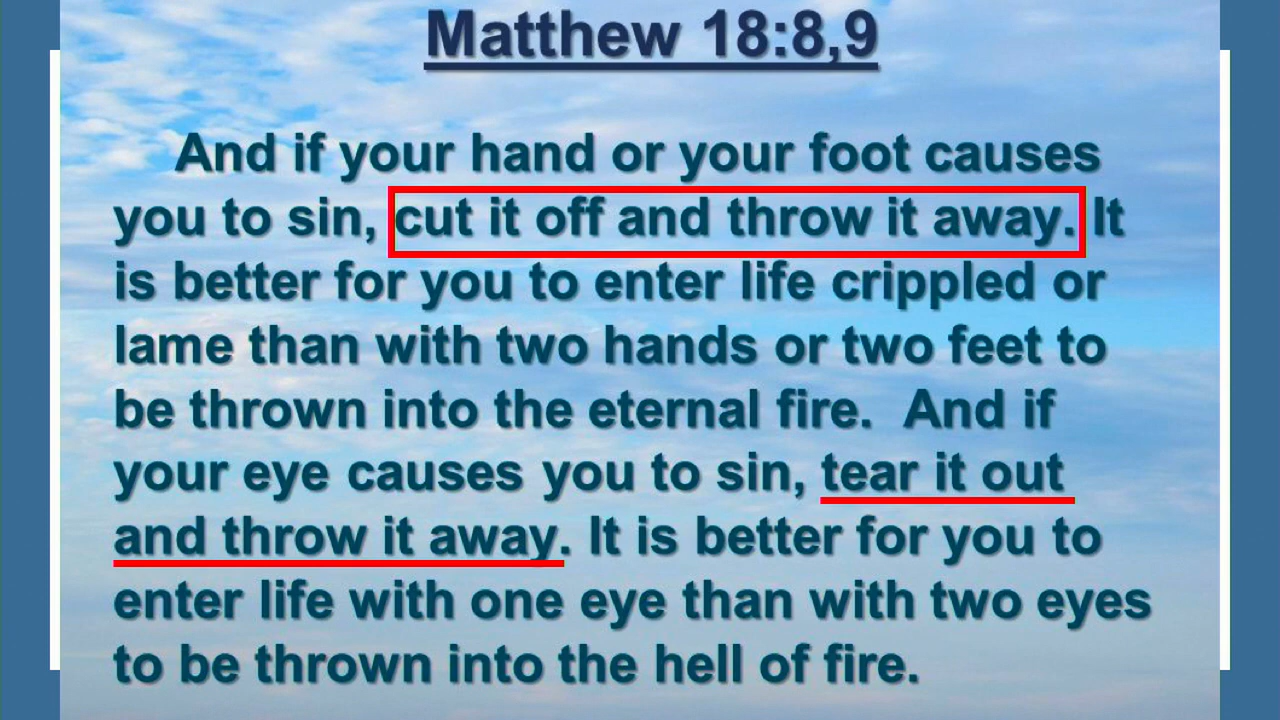 Matthew 18:8,9
And if your hand or your foot causes
you to sin, cut it off and throw it away. It
is better for you to enter life crippled or
lame than with two hands or two feet to
be thrown into the eternal fire.  And if
your eye causes you to sin, tear it out
and throw it away. It is better for you to
enter life with one eye than with two eyes
to be thrown into the hell of fire.